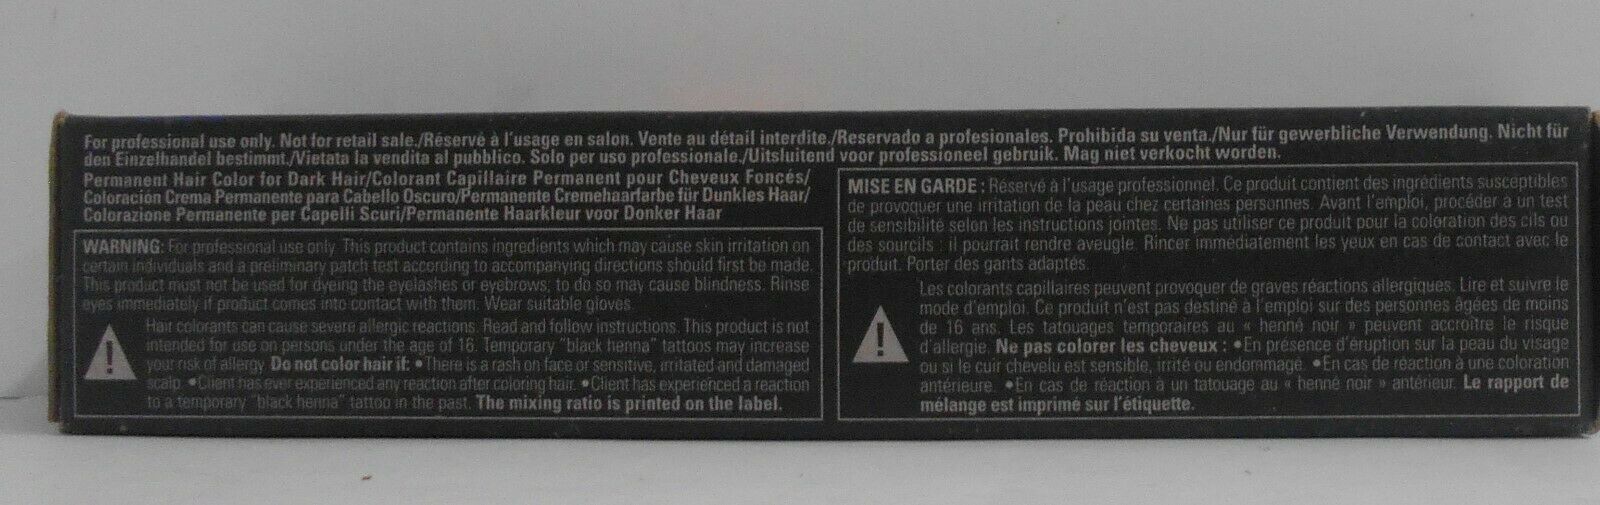 For professional use only. Not for retail sale./Réservé à l'usage en salon. Vente au détail interdite./Reservado a profesionales. Prohibida su venta./Nur für gewerbliche Verwendung. Nicht für
den Einzelhandel bestimmt./Vietata la vendita al pubblico. Solo per uso professionale./Uitsluitend voor professioneel gebruik. Mag niet verkocht worden.
Permanent Hair Color for Dark Hair/Colorant Capillaire Permanent pour Cheveux Foncés/
Coloración Crema Permanente para Cabello Oscuro/Permanente Cremehaarfarbe für Dunkles Haar/
Colorazione Permanente per Capelli Scuri/Permanente Haarkleur voor Donker Haar
WARNING: For professional use only. This product contains ingredients which may cause skin irritation on
certain individuals and a preliminary patch test according to accompanying directions should first be made.
This product must not be used for dyeing the eyelashes or eyebrows; to do so may cause blindness. Rinse
eyes immediately if product comes into contact with them. Wear suitable gloves.
Hair colorants can cause severe allergic reactions. Read and follow instructions. This product is not
intended for use on persons under the age of 16. Temporary "black henna" tattoos may increase
your risk of allergy. Do not color hair if: •There is a rash on face or sensitive, irritated and damaged
scalp. •Client has ever experienced any reaction after coloring hair. •Client has experienced a reaction
to a temporary "black henna" tattoo in the past. The mixing ratio is printed on the label.
MISE EN GARDE : Réservé à l'usage professionnel. Ce produit contient des ingrédients susceptibles
de provoquer une irritation de la peau chez certaines personnes. Avant l'emploi, procéder à un test
de sensibilité selon les instructions jointes. Ne pas utiliser ce produit pour la coloration des cils ou
des sourcils : il pourrait rendre aveugle. Rincer immédiatement les yeux en cas de contact avec le
produit. Porter des gants adaptés.
Les colorants capillaires peuvent provoquer de graves réactions allergiques. Lire et suivre le
mode d'emploi. Ce produit n'est pas destiné à l'emploi sur des personnes âgées de moins
de 16 ans. Les tatouages temporaires au « henné noir » peuvent accroître le risque
d'allergie. Ne pas colorer les cheveux : •En présence d'éruption sur la peau du visage
ou si le cuir chevelu est sensible, irrité ou endommagé. •En cas de réaction à une coloration
antérieure. •En cas de réaction à un tatouage au « henné noir » antérieur. Le rapport de
mélange est imprimé sur l'étiquette.